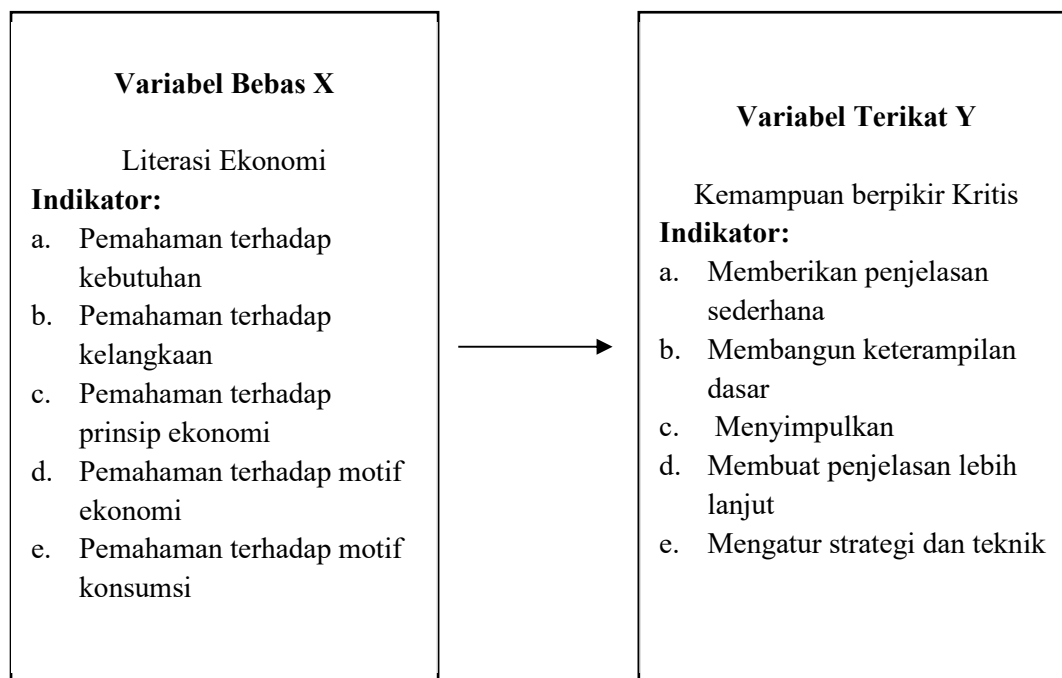 Variabel Bebas X
Literasi Ekonomi
Indikator:
a. Pemahaman terhadap
kebutuhan
b. Pemahaman terhadap
kelangkaan
c. Pemahaman terhadap
prinsip ekonomi
d. Pemahaman terhadap motif
ekonomi
e. Pemahaman terhadap motif
konsumsi
Variabel Terikat Y
Kemampuan berpikir Kritis
Indikator:
a. Memberikan penjelasan
sederhana
b. Membangun keterampilan
dasar
c. Menyimpulkan
d. Membuat penjelasan lebih
lanjut
e. Mengatur strategi dan teknik